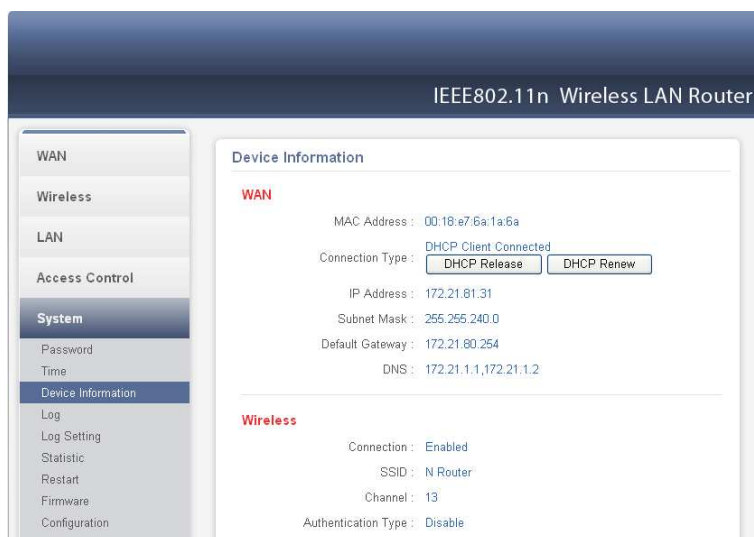 IEEE802.11n Wireless LAN Router
WAN
Wireless
LAN
Access Control
System
Password
Time
Device Information
Log
Log Setting
Statistic
Restart
Firmware
Configuration
Device Information
WAN
MAC Address : 00:18:e7:6a:1a:6a
Connection Type : DHCP Client Connected
DHCP Release DHCP Renew
IP Address : 172.21.81.31
Subnet Mask : 255.255.240.0
Default Gateway : 172.21.80.254
DNS : 172.21.1.1,172.21.1.2
Wireless
Connection : Enabled
SSID : N Router
Channel : 13
Authentication Type : Disable